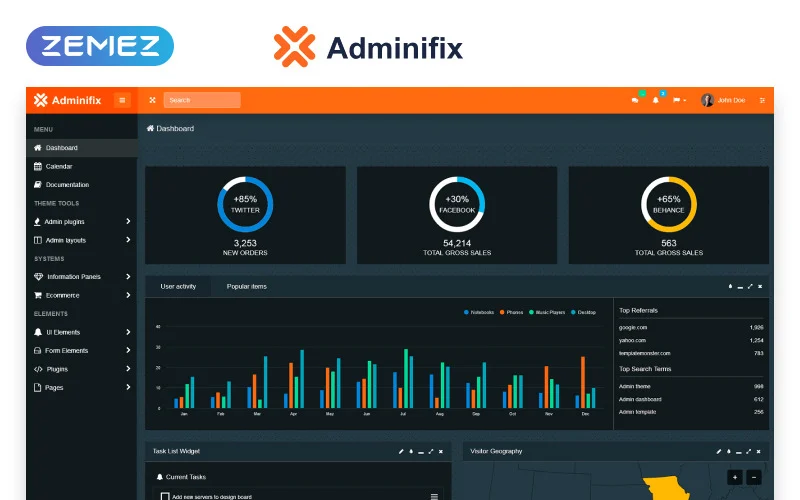 ZEMEZ
Adminifix
Adminifix
Search
John Doe
MENU
Dashboard
Calendar
Documentation
THEME TOOLS
Admin plugins
Admin layouts
SYSTEMS
Information Panels
Ecommerce
ELEMENTS
UI Elements
Form Elements
Plugins
Pages
Dashboard
+85%
TWITTER
3,253
NEW ORDERS
+30%
FACEBOOK
54,214
TOTAL GROSS SALES
+65%
BEHANCE
563
TOTAL GROSS SALES
User activity Popular items
Notebooks Phones Music Players Desktop
40
30
20
10
0
Jan Feb Mar Apr May Jun Jul Aug Sep Oct Nov Dec
Top Referrals
google.com 1,926
yahoo.com 1,254
templatemonster.com 783
Top Search Terms
Admin theme 998
Admin dashboard 612
Admin template 256
Task List Widget
Current Tasks
Add new servers to design board
Visitor Geography
+ −